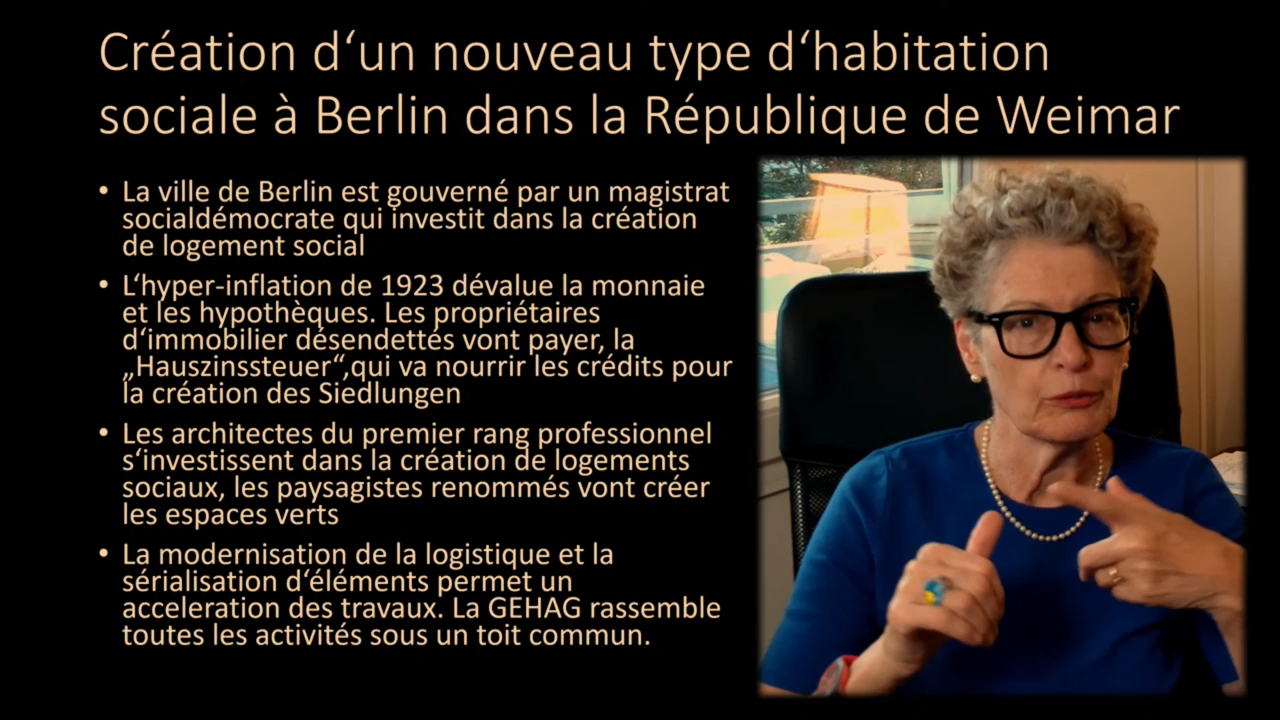 Création d‘un nouveau type d‘habitation
sociale à Berlin dans la République de Weimar
• La ville de Berlin est gouverné par un magistrat
socialdémocrate qui investit dans la création
de logement social
• L‘hyper-inflation de 1923 dévalue la monnaie
et les hypothèques. Les propriétaires
d‘immobilier désendettés vont payer, la
„Hauszinssteuer“,qui va nourrir les crédits pour
la création des Siedlungen
• Les architectes du premier rang professionnel
s‘investissent dans la création de logements
sociaux, les paysagistes renommés vont créer
les espaces verts
• La modernisation de la logistique et la
sérialisation d‘éléments permet un
acceleration des travaux. La GEHAG rassemble
toutes les activités sous un toit commun.